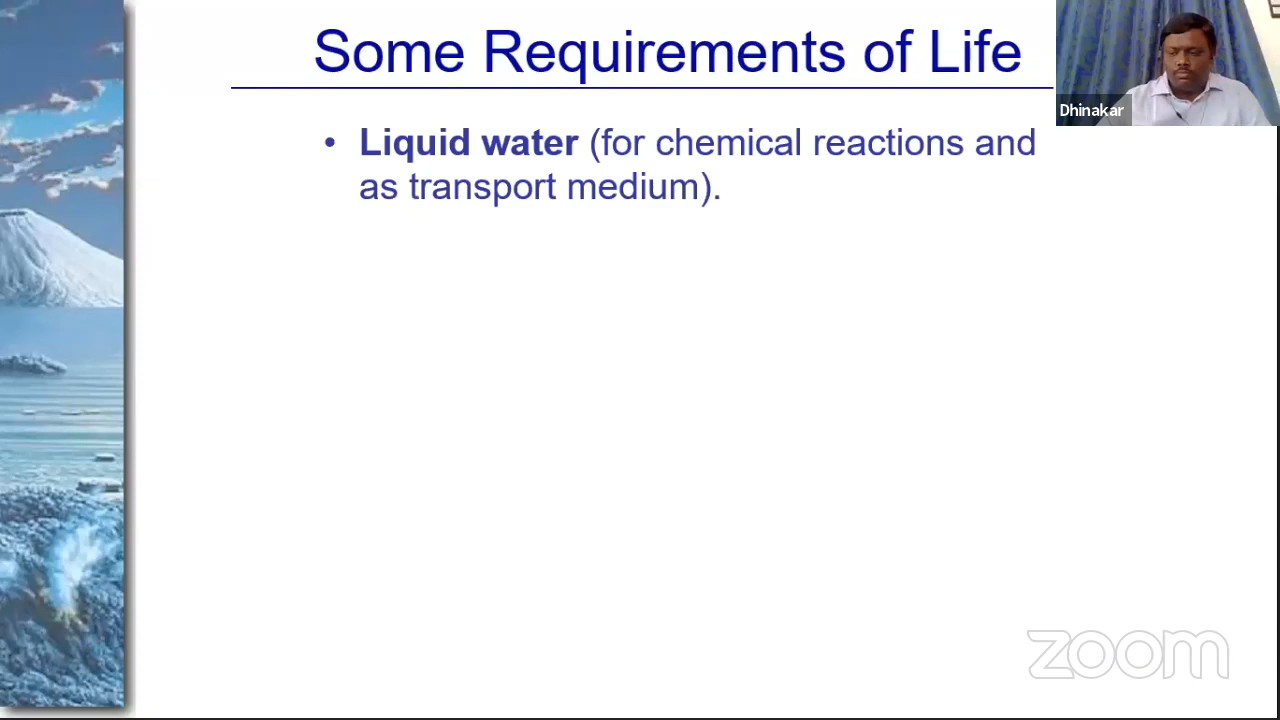 Some Requirements of Life
Dhinakar
• Liquid water (for chemical reactions and
as transport medium).
zoom